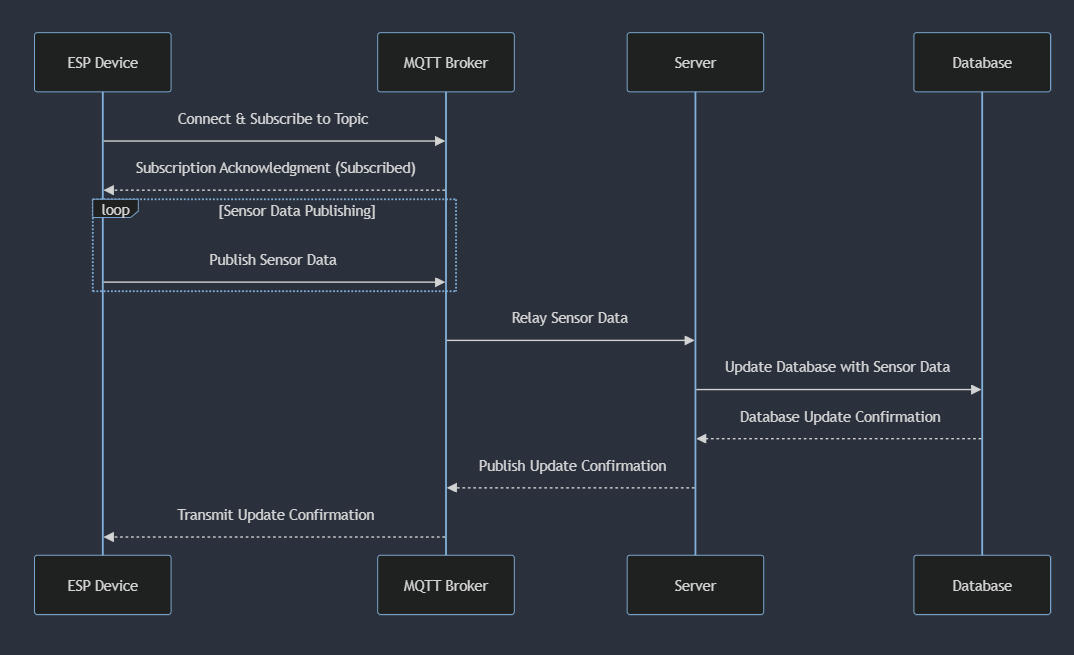 ESP Device
MQTT Broker
Server
Database
Connect & Subscribe to Topic
Subscription Acknowledgment (Subscribed)
loop
[Sensor Data Publishing]
Publish Sensor Data
Relay Sensor Data
Update Database with Sensor Data
Database Update Confirmation
Publish Update Confirmation
Transmit Update Confirmation
ESP Device
MQTT Broker
Server
Database